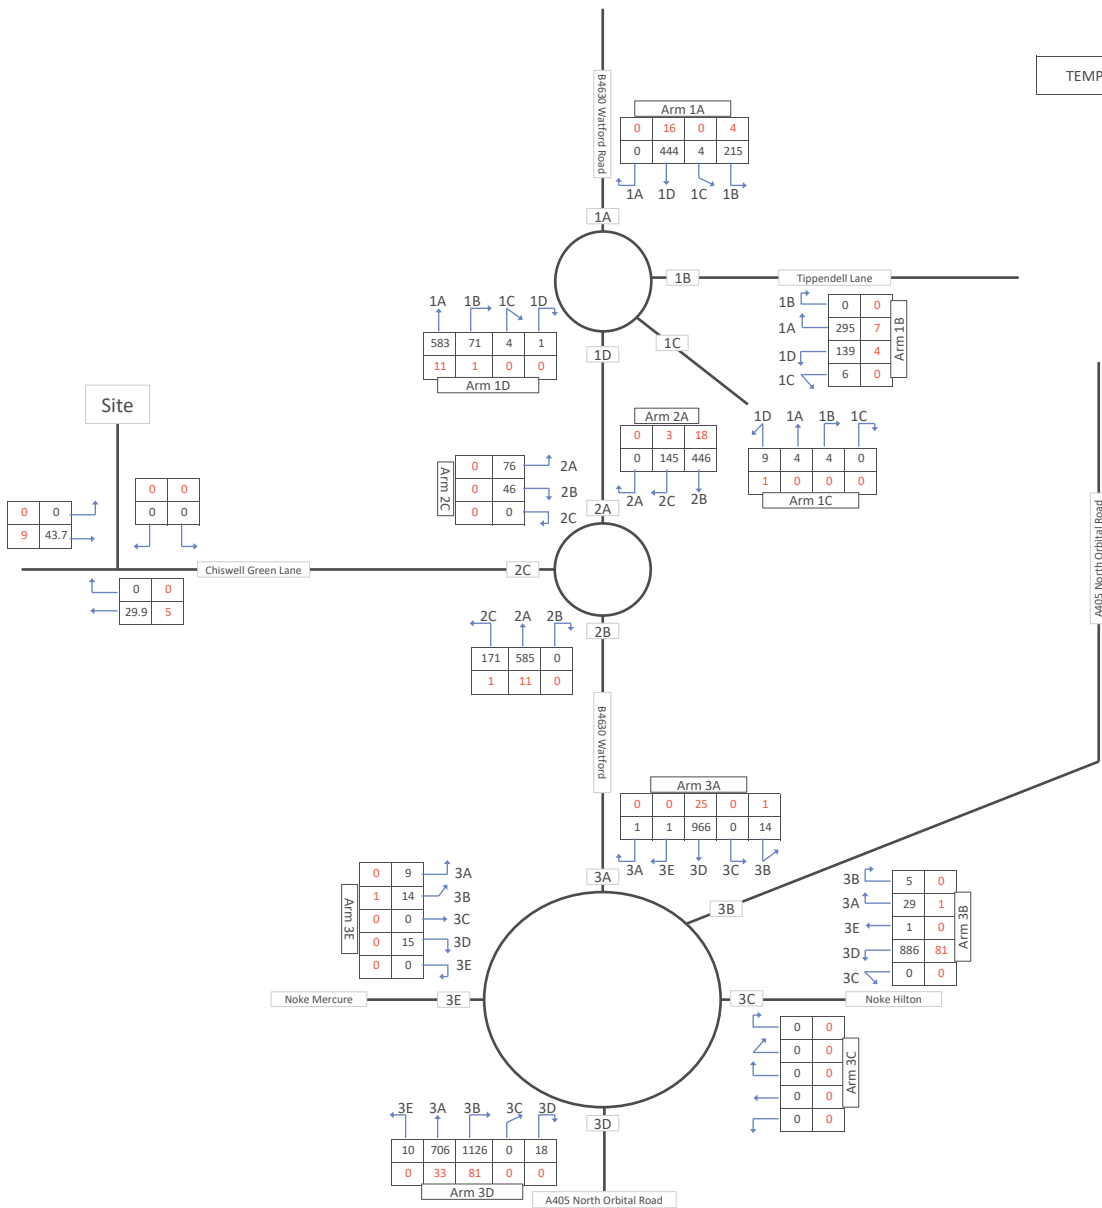 TEMP
B4630 Watford Road
Arm 1A
0 16 0 4
0 444 4 215
1A 1D 1C 1B
1A
1B
Tippendell Lane
1A 1B 1C 1D
583 71 4 1
11 1 0 0
Arm 1D
1D
1C
1B 0 0
1A 295 7
1D 139 4
1C 6 0
Arm 1B
Site
Arm 2A
0 3 18
0 145 446
2A 2C 2B
1D 1A 1B 1C
9 4 4 0
1 0 0 0
Arm 1C
Arm 2C
0 76 2A
0 46 2B
0 0 2C
A405 North Orbital Road
0 0
9 43.7
0 0
0 0
2A
Chiswell Green Lane
2C
0 0
29.9 5
2C 2A 2B
171 585 0
1 11 0
2B
B4630 Watford
Arm 3A
0 0 25 0 1
1 1 966 0 14
3A 3E 3D 3C 3B
3A
3B
Arm 3E
0 9 3A
1 14 3B
0 0 3C
0 15 3D
0 0 3E
3B 5 0
3A 29 1
3E 1 0
3D 886 81
3C 0 0
Arm 3B
Noke Mercure
3E
3C
Noke Hilton
0 0
0 0
0 0
0 0
0 0
Arm 3C
3E 3A 3B 3C 3D
10 706 1126 0 18
0 33 81 0 0
Arm 3D
3D
A405 North Orbital Road